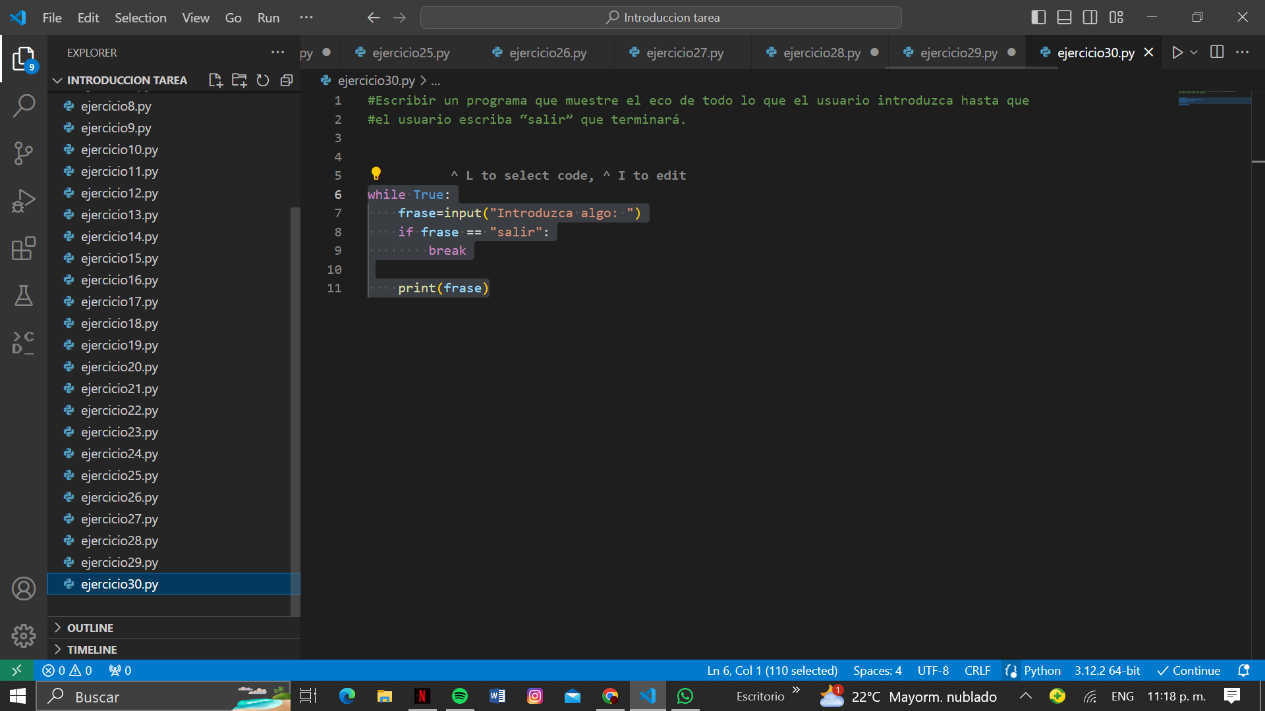 File Edit Selection View Go Run ··· Introduccion tarea
EXPLORER ···
INTRODUCCION TAREA
ejercicio8.py
ejercicio9.py
ejercicio10.py
ejercicio11.py
ejercicio12.py
ejercicio13.py
ejercicio14.py
ejercicio15.py
ejercicio16.py
ejercicio17.py
ejercicio18.py
ejercicio19.py
ejercicio20.py
ejercicio21.py
ejercicio22.py
ejercicio23.py
ejercicio24.py
ejercicio25.py
ejercicio26.py
ejercicio27.py
ejercicio28.py
ejercicio29.py
ejercicio30.py
OUTLINE
TIMELINE
9
py ejercicio25.py ejercicio26.py ejercicio27.py ejercicio28.py ejercicio29.py ejercicio30.py
ejercicio30.py > ...
1 #Escribir un programa que muestre el eco de todo lo que el usuario introduzca hasta que
2 #el usuario escriba “salir” que terminará.
3
4
5 ^ L to select code, ^ I to edit
6 while True:
7 frase=input("Introduzca algo: ")
8 if frase == "salir":
9 break
10
11 print(frase)
0 0 0 Ln 6, Col 1 (110 selected) Spaces: 4 UTF-8 CRLF Python 3.12.2 64-bit Continue
Buscar Escritorio » 1 22°C Mayorm. nublado ENG 11:18 p. m.